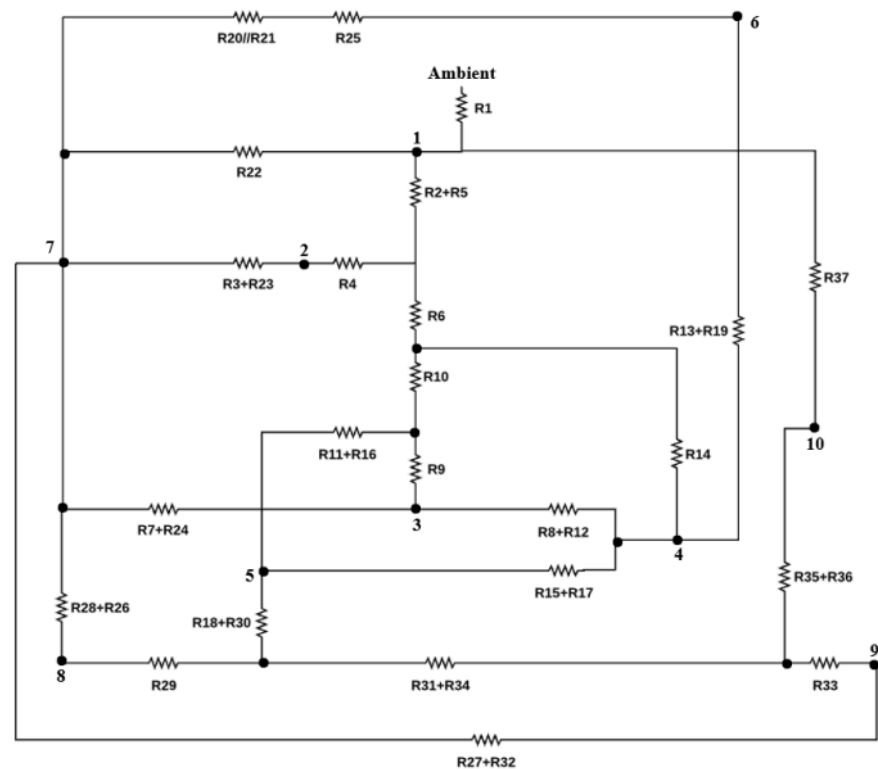 6
R20//R21
R25
Ambient
R1
1
R22
R2+R5
7
2
R3+R23
R4
R37
R6
R13+R19
R10
10
R11+R16
R9
R14
R7+R24
3
R8+R12
4
5
R15+R17
R35+R36
R28+R26
R18+R30
8
R29
R31+R34
R33
9
R27+R32